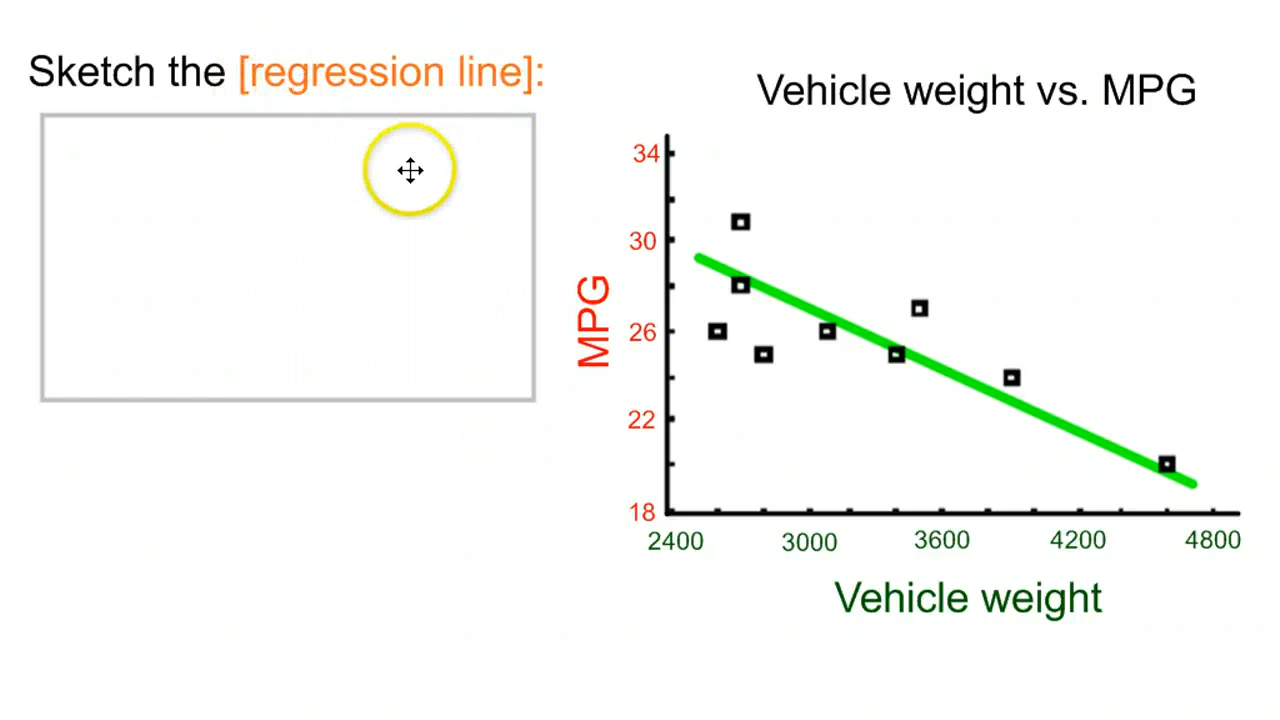 Sketch the [regression line]:
Vehicle weight vs. MPG
34
30
26
22
18
MPG
2400 3000 3600 4200 4800
Vehicle weight